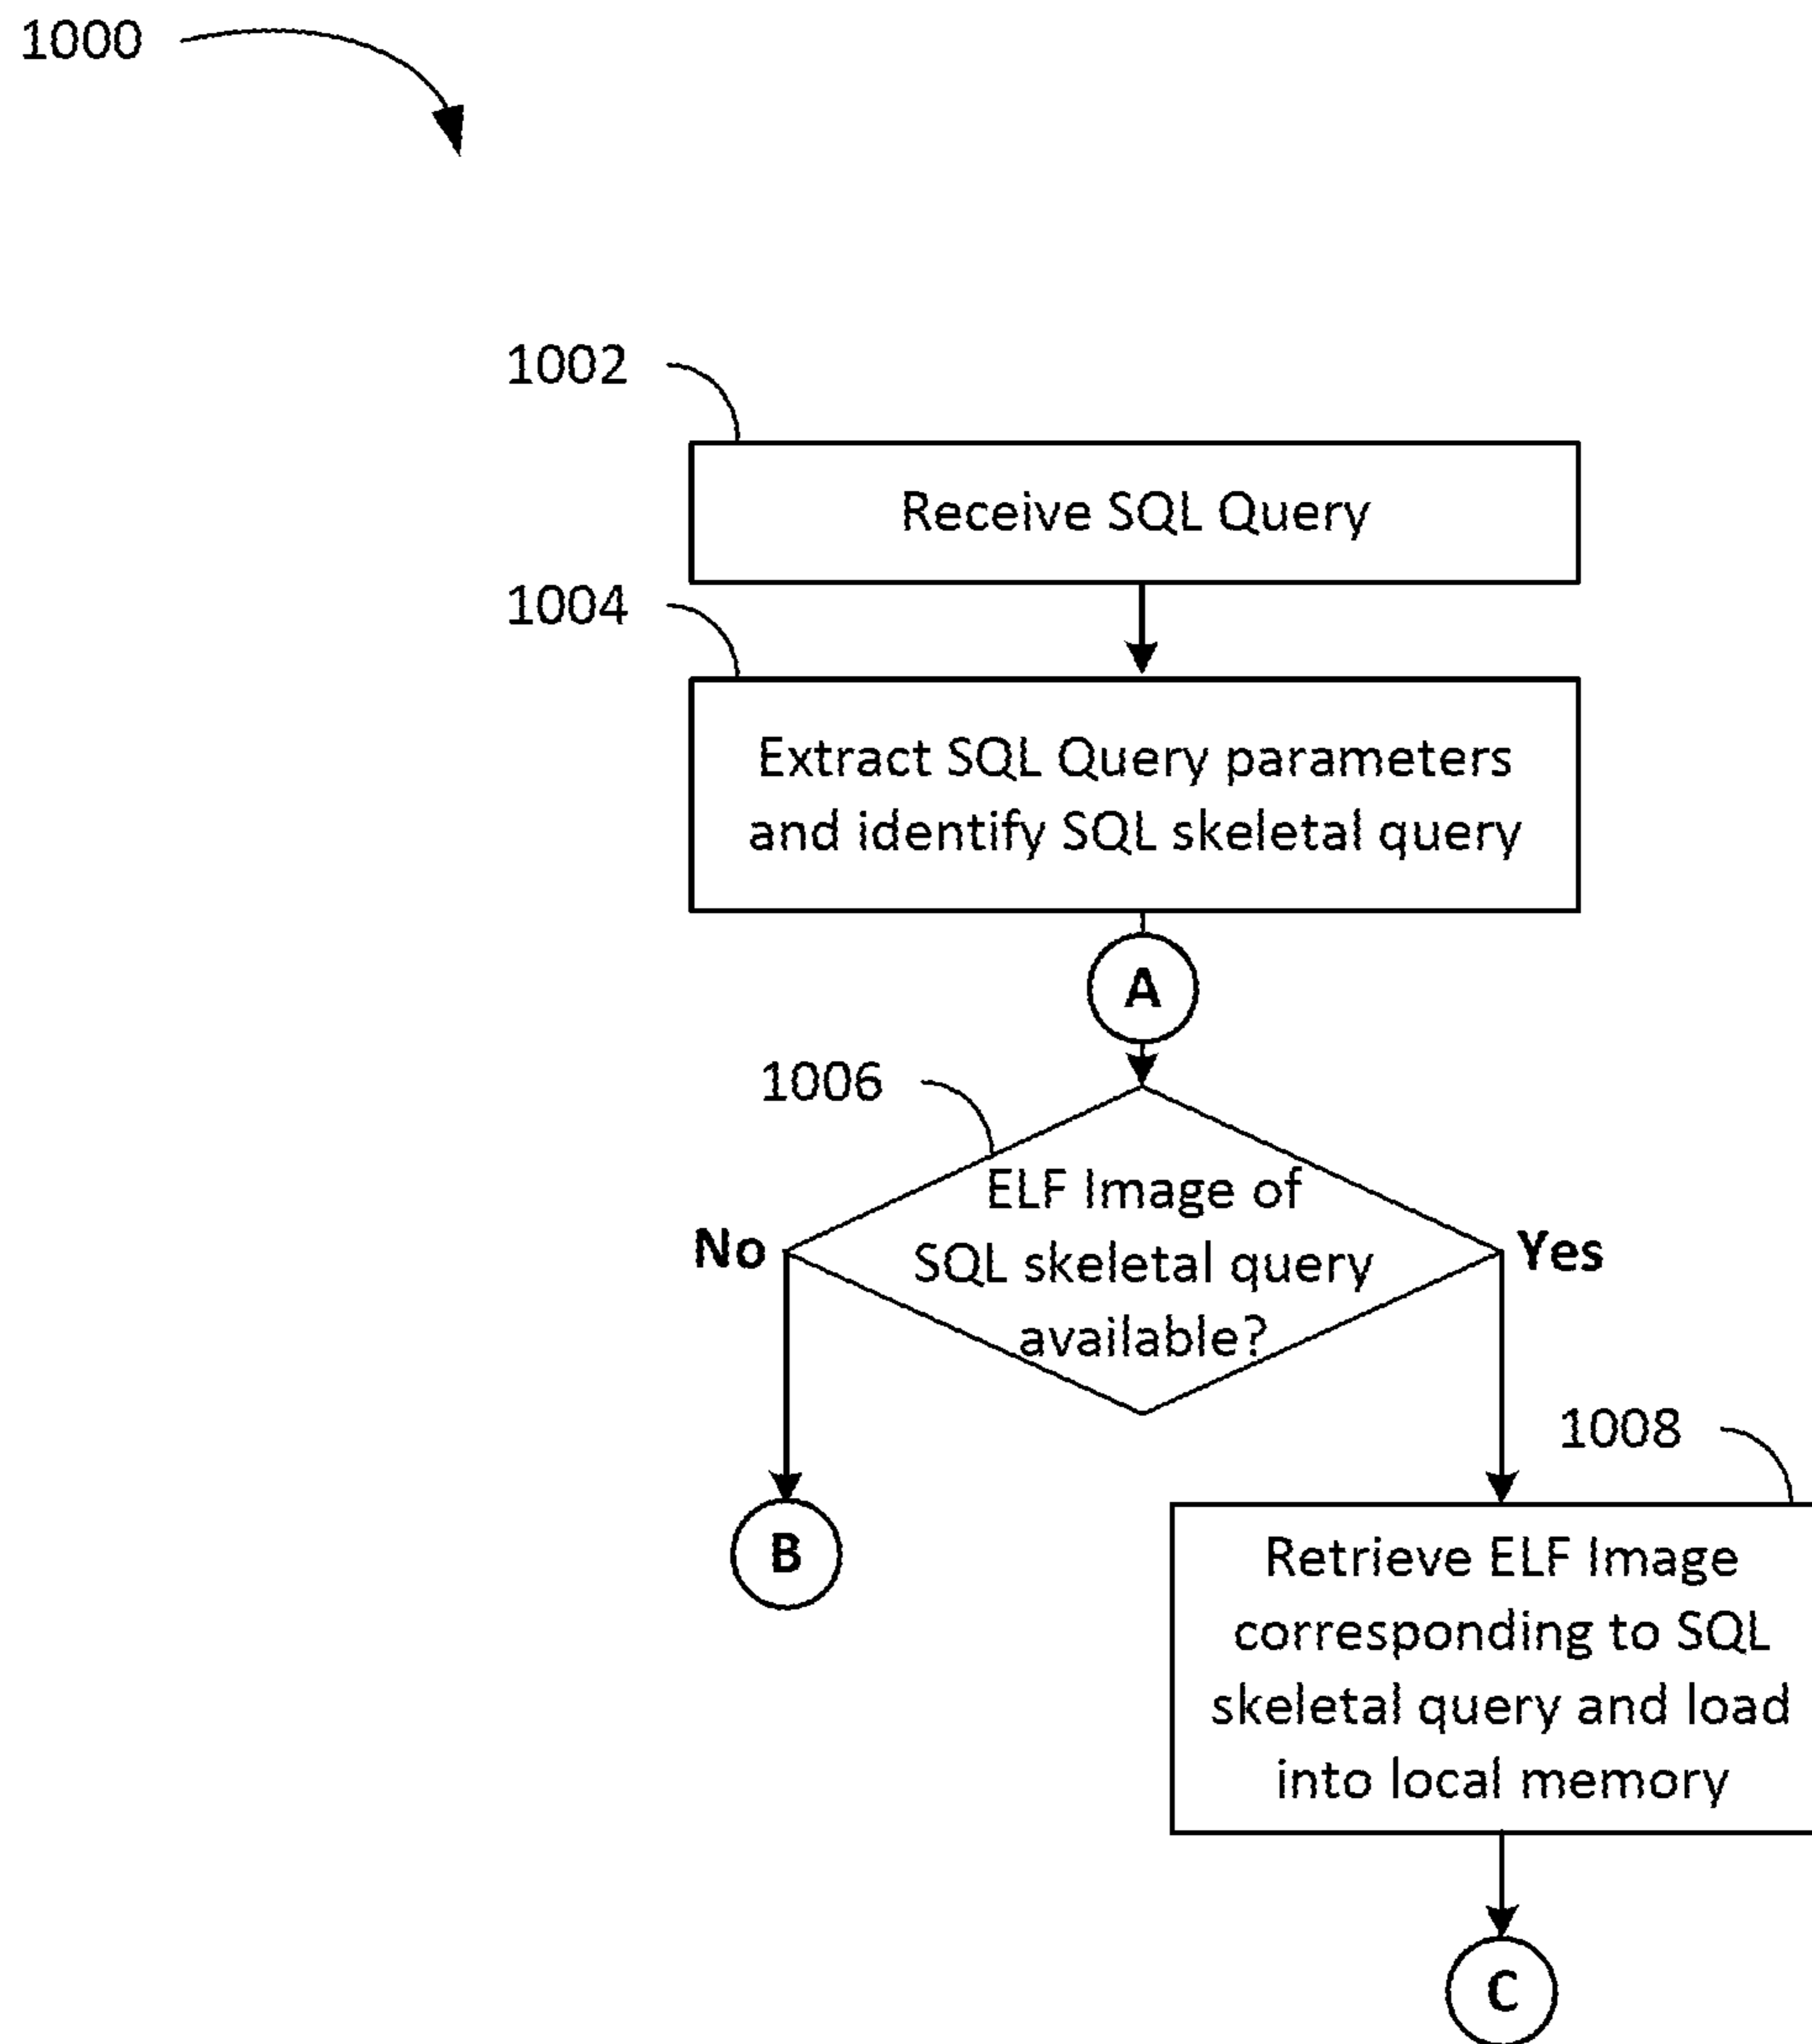 1000
1002
Receive SQL Query
1004
Extract SQL Query parameters
and identify SQL skeletal query
A
1006
ELF Image of
SQL skeletal query
available?
No
Yes
1008
B
Retrieve ELF Image
corresponding to SQL
skeletal query and load
into local memory
C